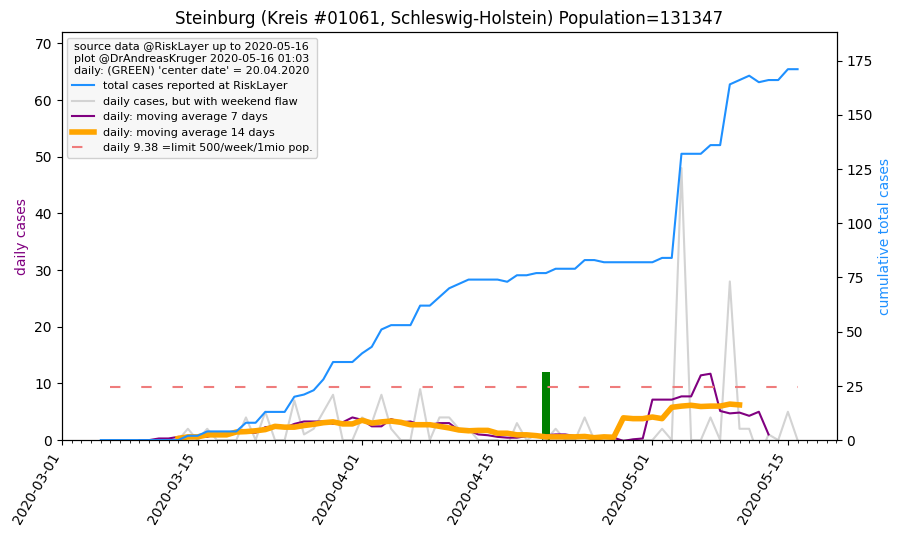 Steinburg (Kreis #01061, Schleswig-Holstein) Population=131347
source data @RiskLayer up to 2020-05-16
plot @DrAndreasKruger 2020-05-16 01:03
daily: (GREEN) 'center date' = 20.04.2020
total cases reported at RiskLayer
daily cases, but with weekend flaw
daily: moving average 7 days
daily: moving average 14 days
daily 9.38 =limit 500/week/1mio pop.
daily cases
70
60
50
40
30
20
10
0
cumulative total cases
175
150
125
100
75
50
25
0
2020-03-01
2020-03-15
2020-04-01
2020-04-15
2020-05-01
2020-05-15